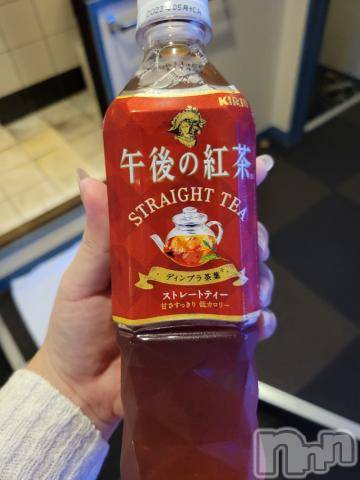 KIRIN
午後の紅茶
STRAIGHT TEA
ディンブラ茶葉
ストレートティー
甘さすっきり 低カロリー
Nnn